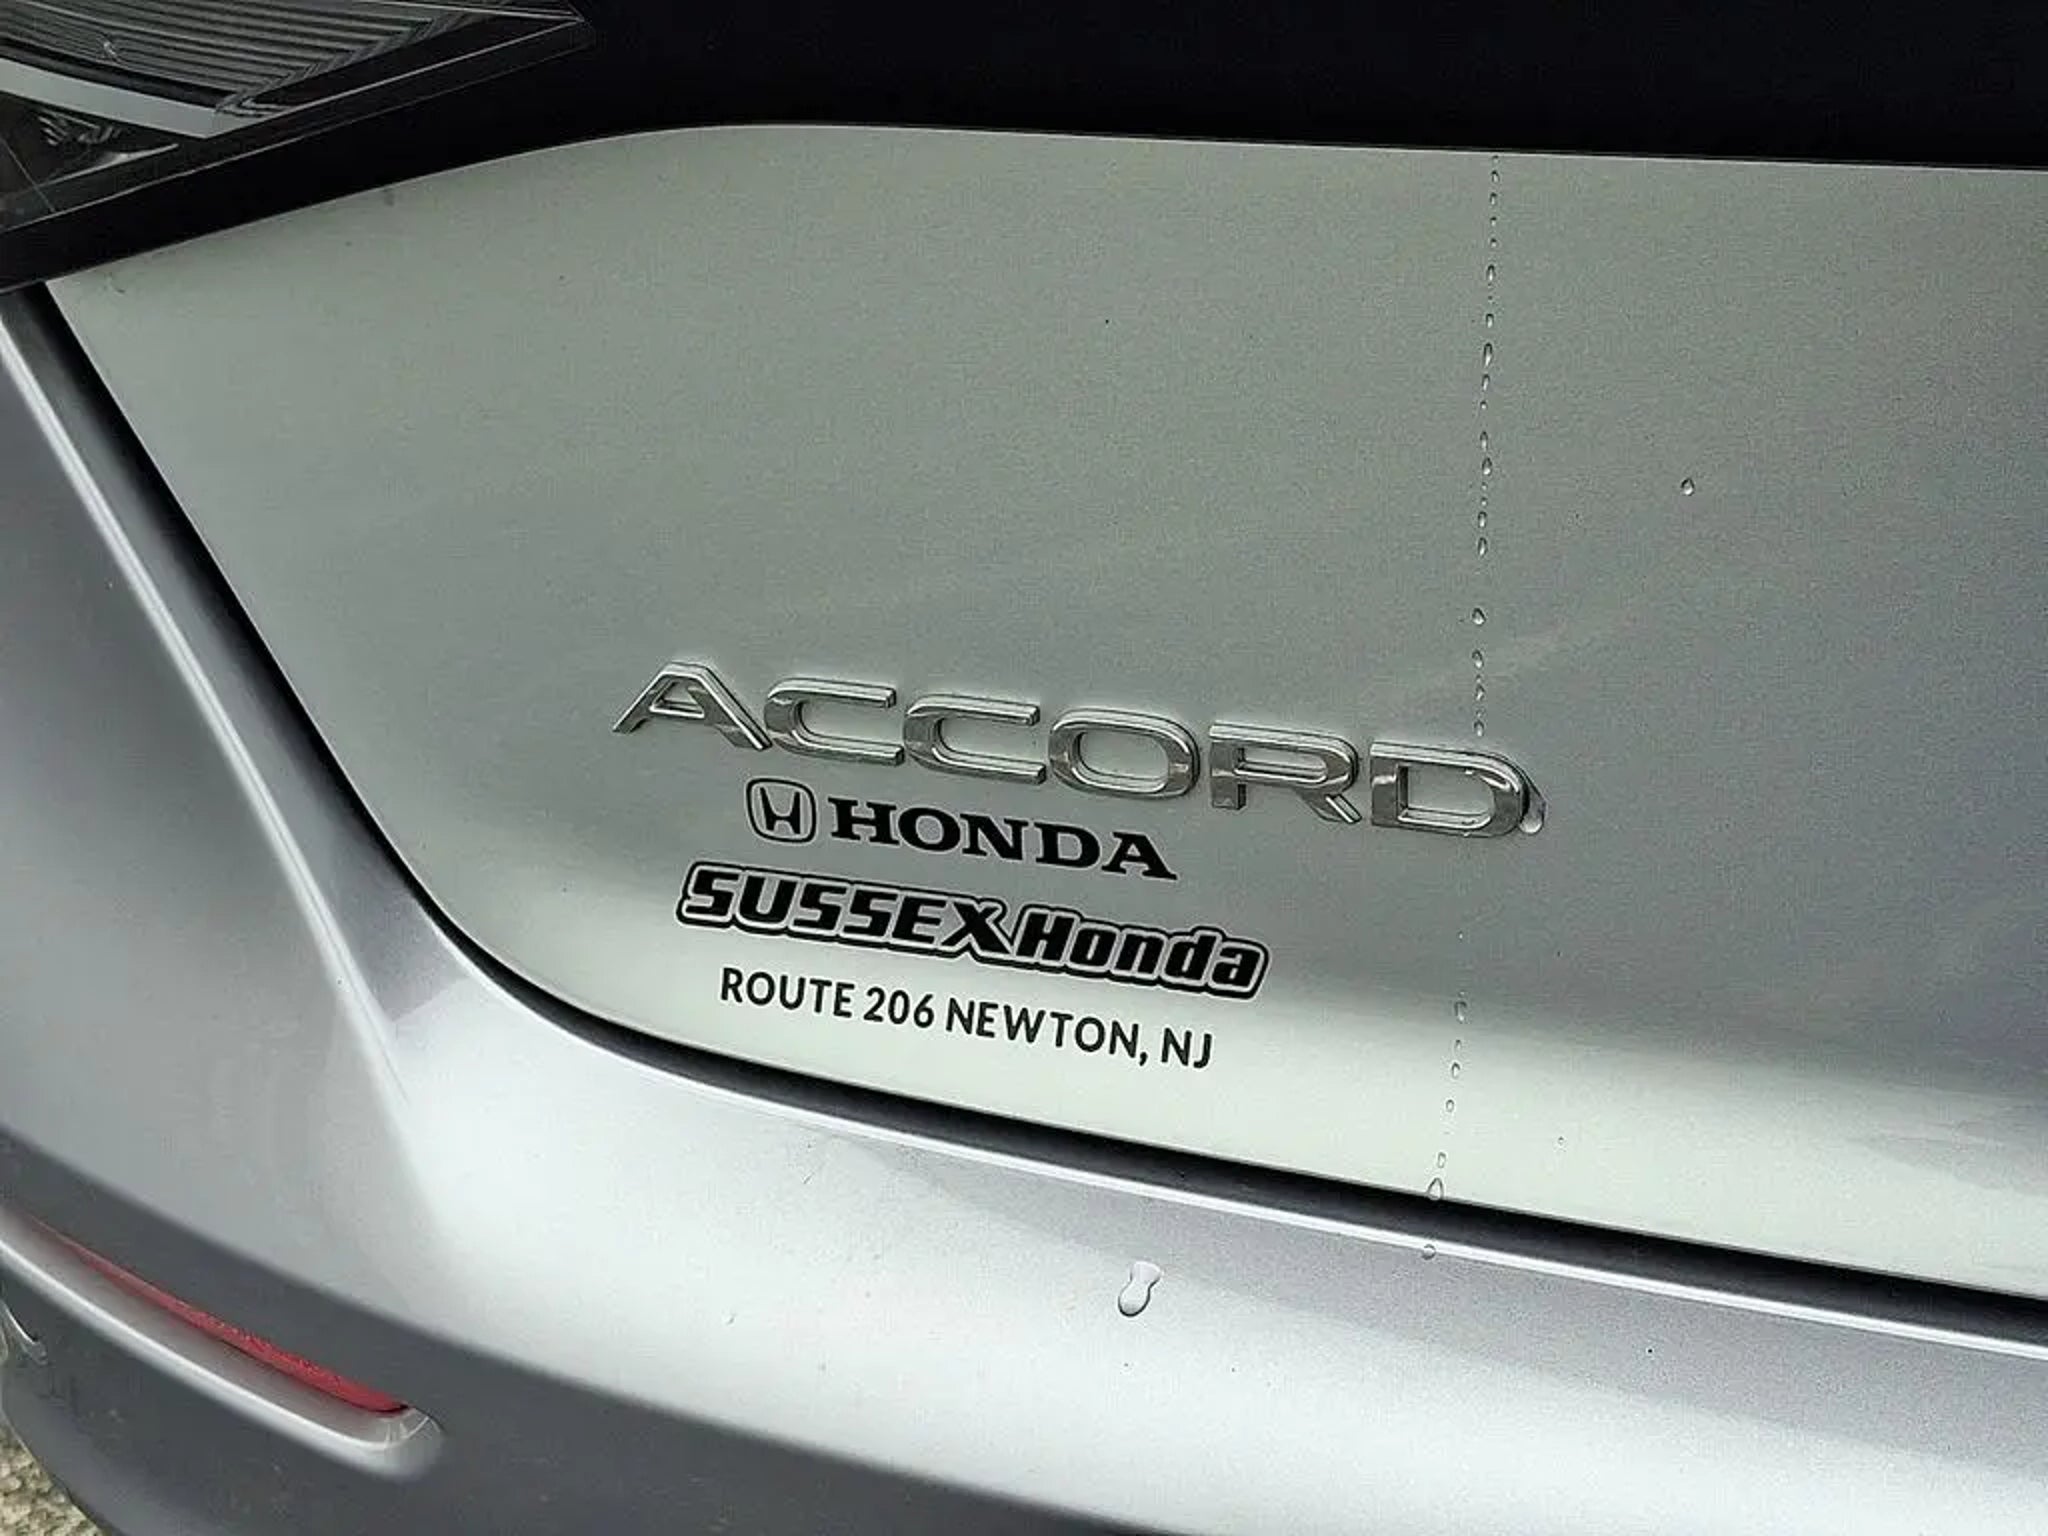 ACCORD
HONDA
SUSSEX Honda
ROUTE 206 NEWTON, NJ